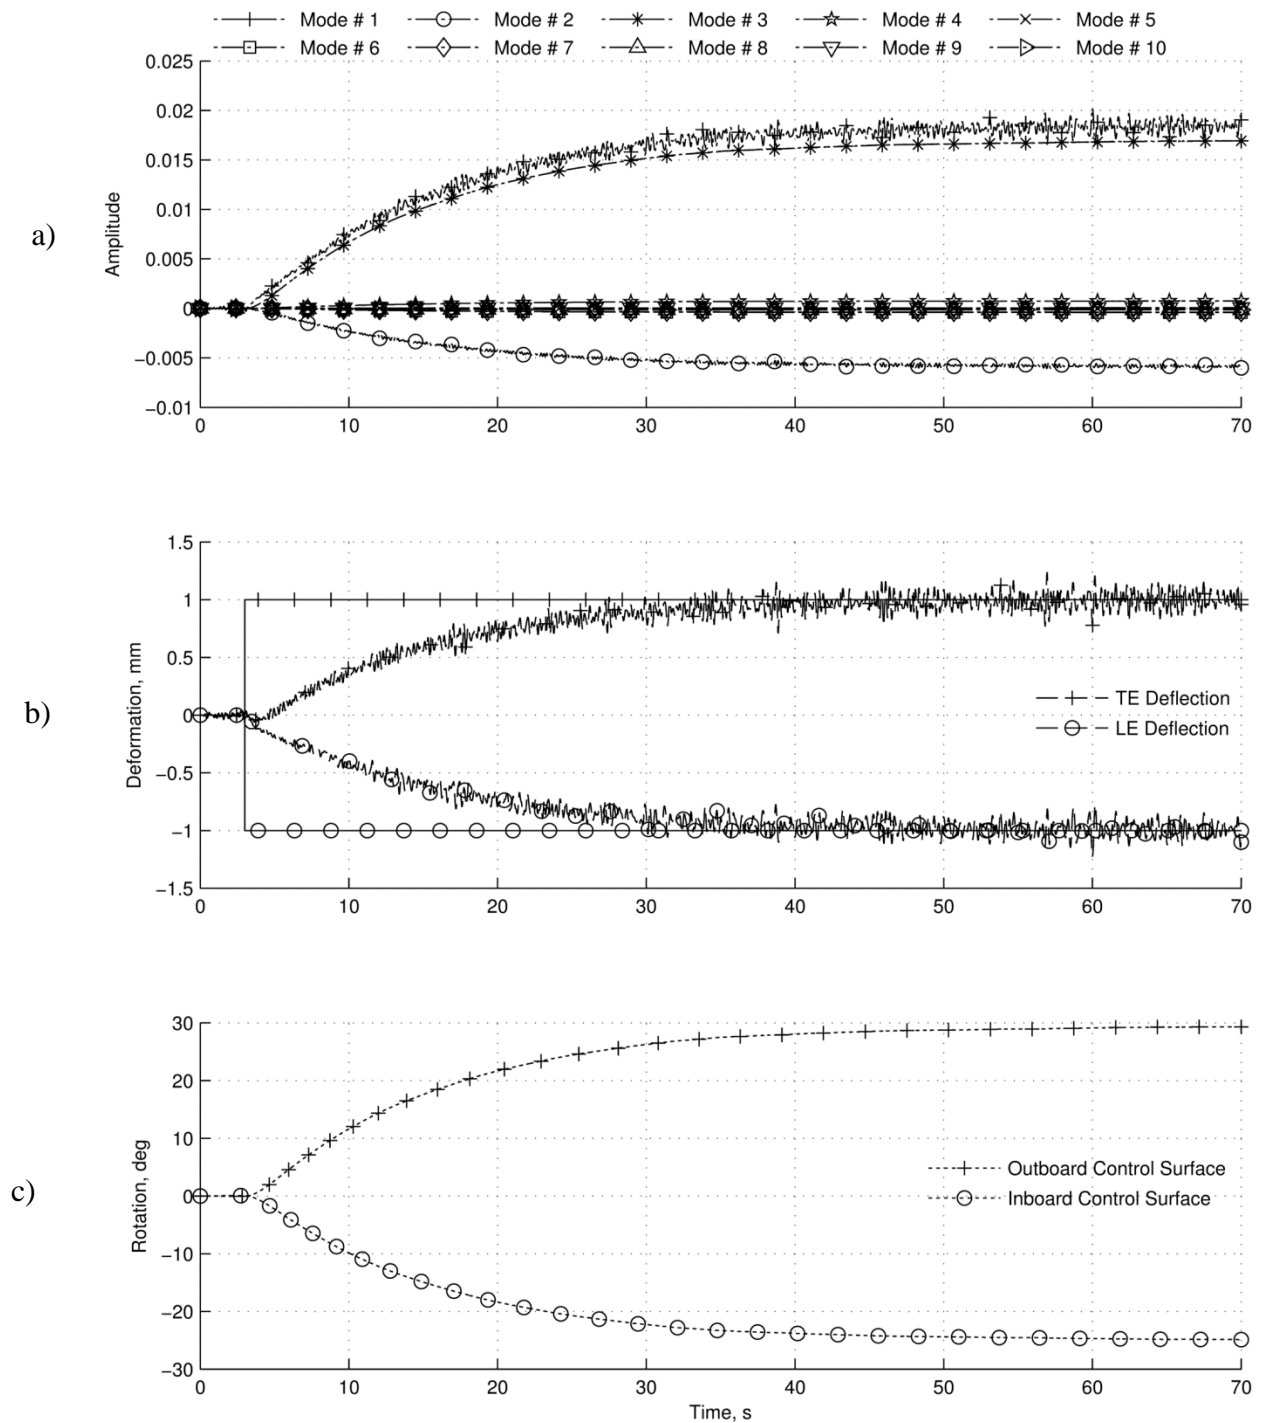 Mode # 1 Mode # 2 Mode # 3 Mode # 4 Mode # 5
Mode # 6 Mode # 7 Mode # 8 Mode # 9 Mode # 10
a)
Amplitude
0.025
0.02
0.015
0.01
0.005
0
−0.005
−0.01
0 10 20 30 40 50 60 70
b)
Deformation, mm
1.5
1
0.5
0
−0.5
−1
−1.5
TE Deflection
LE Deflection
0 10 20 30 40 50 60 70
c)
Rotation, deg
30
20
10
0
−10
−20
−30
Outboard Control Surface
Inboard Control Surface
0 10 20 30 40 50 60 70
Time, s